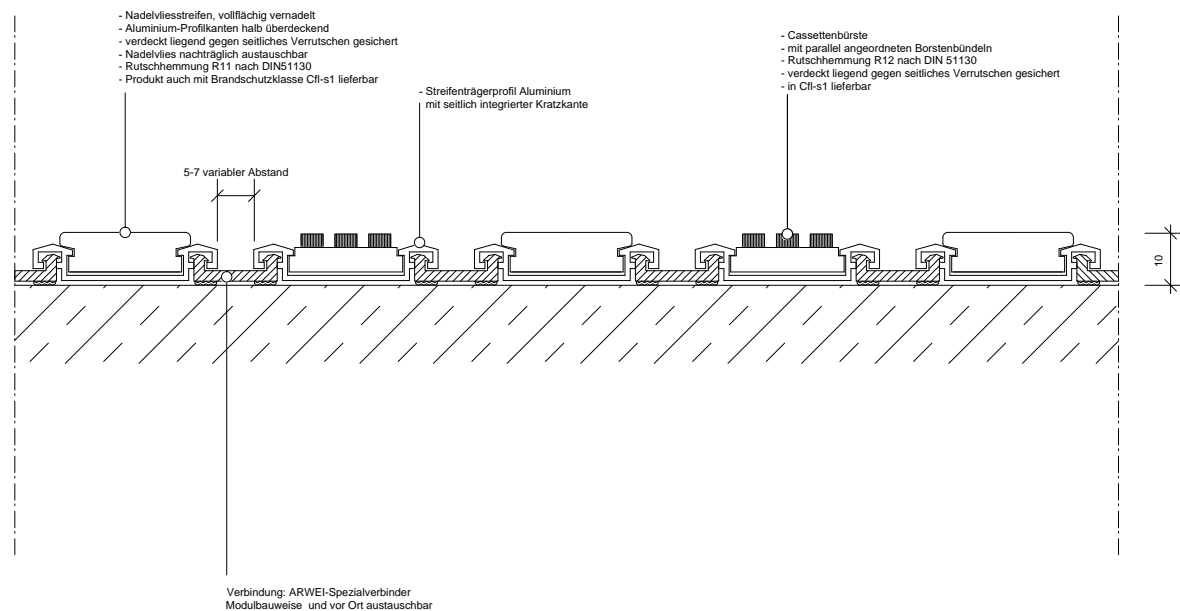 - Nadelvliesstreifen, vollflächig vernadelt
- Aluminium-Profilkanten halb überdeckend
- verdeckt liegend gegen seitliches Verrutschen gesichert
- Nadelvlies nachträglich austauschbar
- Rutschhemmung R11 nach DIN51130
- Produkt auch mit Brandschutzklasse Cfl-s1 lieferbar
- Streifenträgerprofil Aluminium
mit seitlich integrierter Kratzkante
- Cassettenbürste
- mit parallel angeordneten Borstenbündeln
- Rutschhemmung R12 nach DIN 51130
- verdeckt liegend gegen seitliches Verrutschen gesichert
- in Cfl-s1 lieferbar
5-7 variabler Abstand
10
Verbindung: ARWEI-Spezialverbinder
Modulbauweise und vor Ort austauschbar